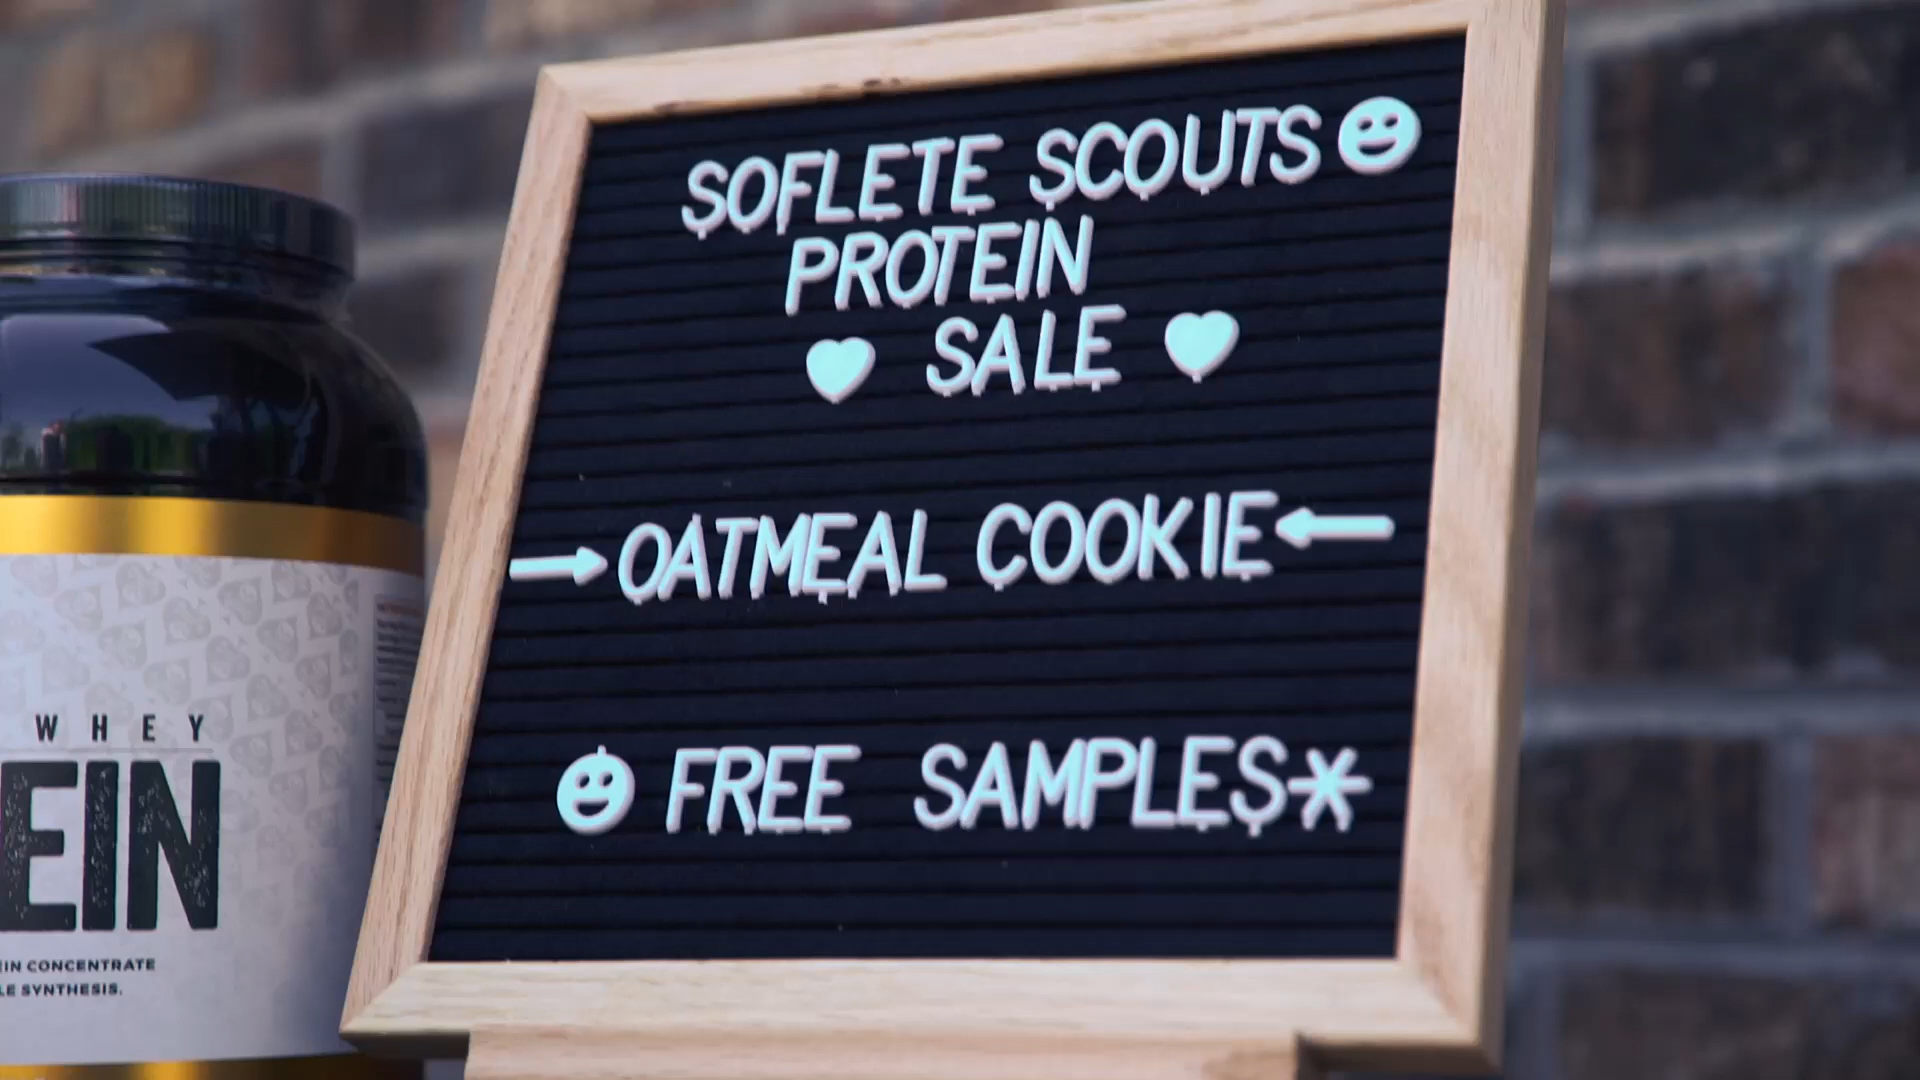 SOFLETE SCOUTS
PROTEIN
SALE
OATMEAL COOKIE
FREE SAMPLES*
WHEY
EIN
EIN CONCENTRATE
LE SYNTHESIS.